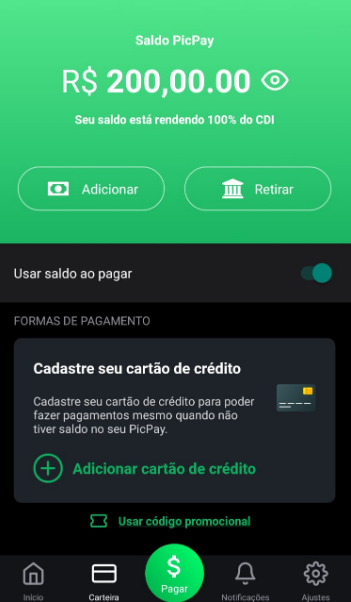 Saldo PicPay
R$ 200,00.00
Seu saldo está rendendo 100% do CDI
Adicionar
Retirar
Usar saldo ao pagar
FORMAS DE PAGAMENTO
Cadastre seu cartão de crédito
Cadastre seu cartão de crédito para poder
fazer pagamentos mesmo quando não
tiver saldo no seu PicPay.
Adicionar cartão de crédito
Usar código promocional
$
Início
Carteira
Pagar
Notificações
Ajustes